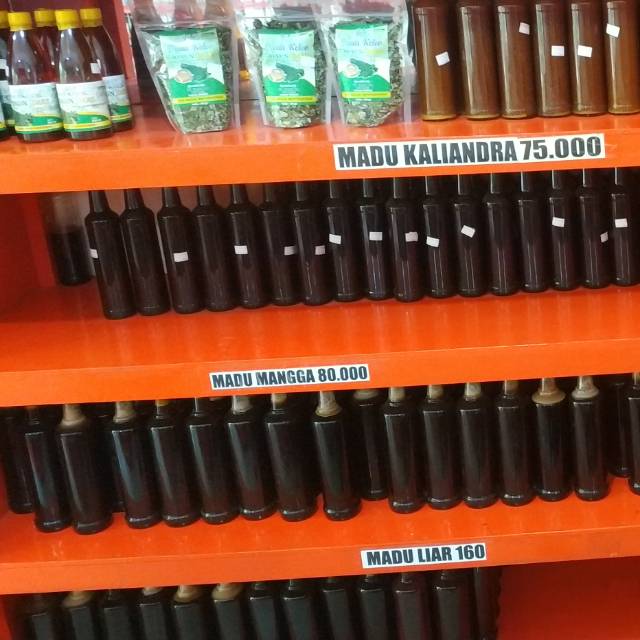 MADU KALIANDRA 75.000
MADU MANGGA 80.000
MADU LIAR 160